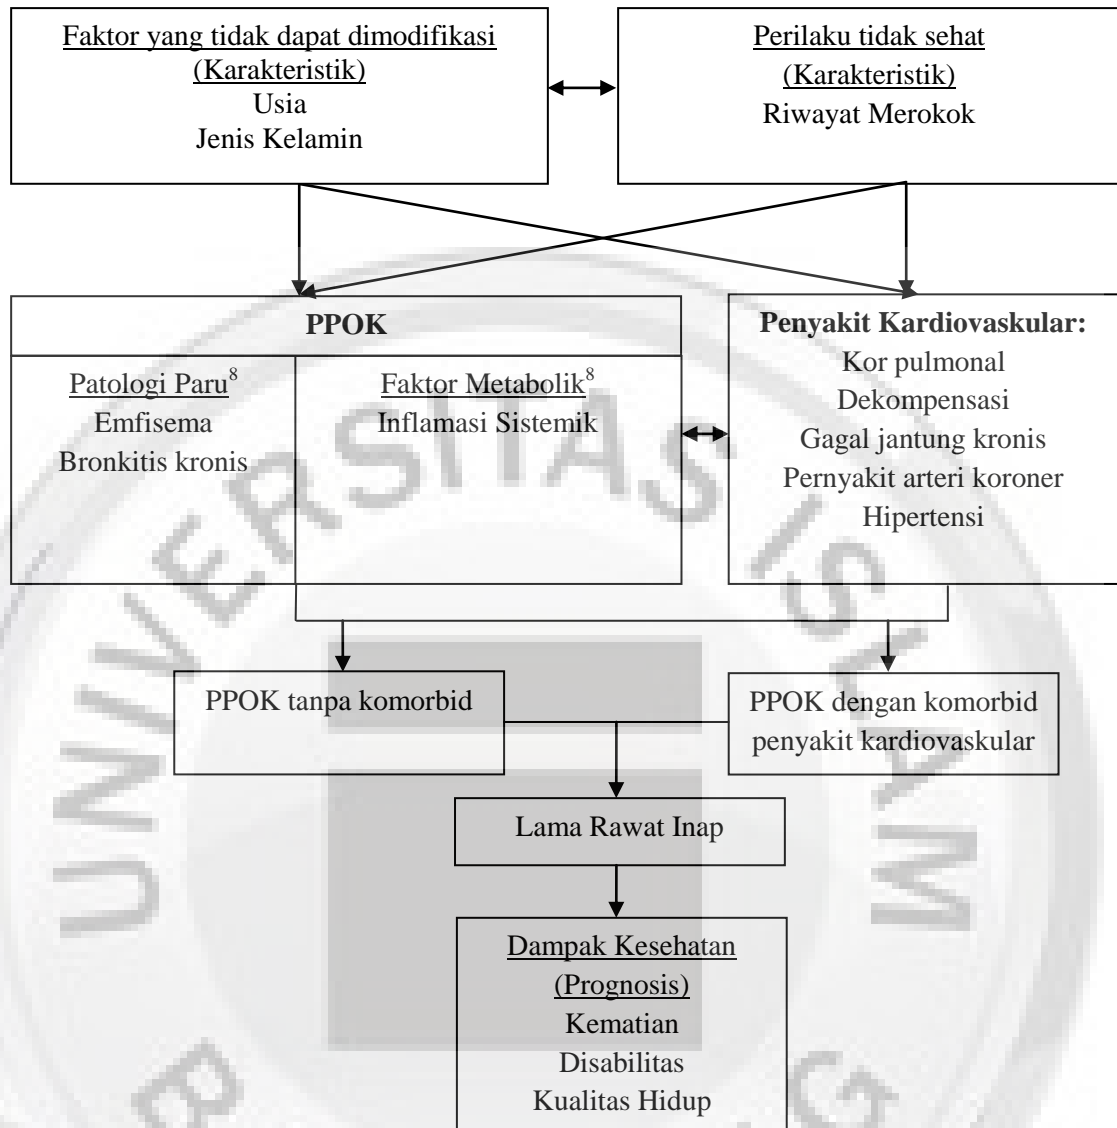 Faktor yang tidak dapat dimodifikasi
(Karakteristik)
Usia
Jenis Kelamin
Perilaku tidak sehat
(Karakteristik)
Riwayat Merokok
PPOK
Patologi Paru⁸
Emfisema
Bronkitis kronis
Faktor Metabolik⁸
Inflamasi Sistemik
Penyakit Kardiovaskular:
Kor pulmonal
Dekompensasi
Gagal jantung kronis
Pernyakit arteri koroner
Hipertensi
PPOK tanpa komorbid
PPOK dengan komorbid
penyakit kardiovaskular
Lama Rawat Inap
Dampak Kesehatan
(Prognosis)
Kematian
Disabilitas
Kualitas Hidup
UNIVERSITAS ISLAM